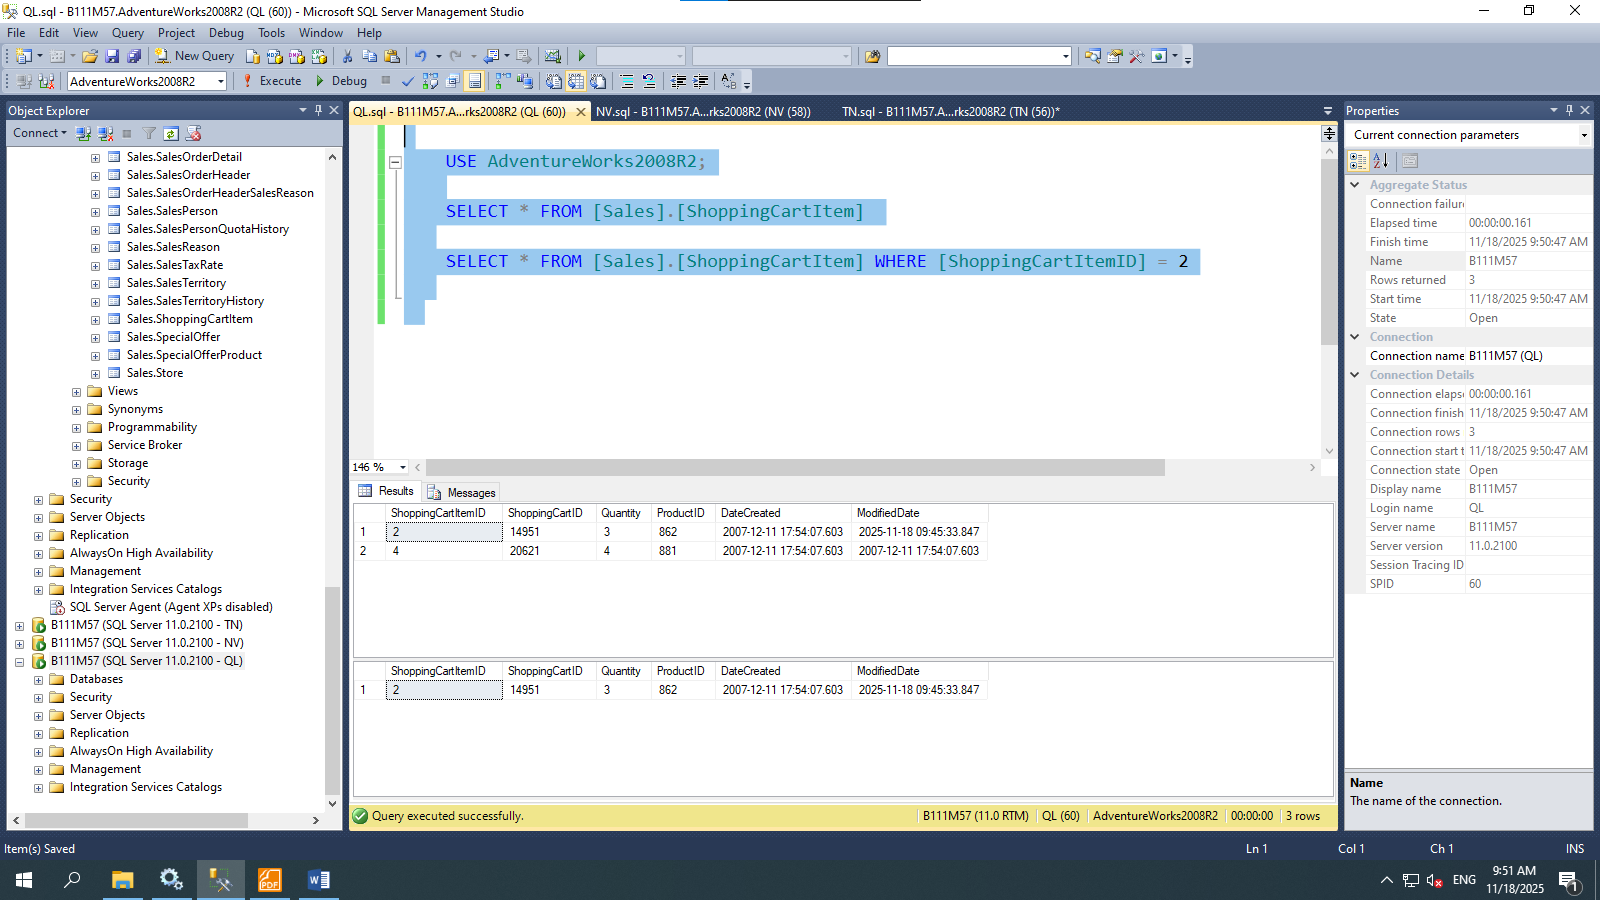 QL.sql - B111M57.AdventureWorks2008R2 (QL (60)) - Microsoft SQL Server Management Studio
File Edit View Query Project Debug Tools Window Help
New Query
AdventureWorks2008R2 Execute Debug
Object Explorer
Connect
Sales.SalesOrderDetail
Sales.SalesOrderHeader
Sales.SalesOrderHeaderSalesReason
Sales.SalesPerson
Sales.SalesPersonQuotaHistory
Sales.SalesReason
Sales.SalesTaxRate
Sales.SalesTerritory
Sales.SalesTerritoryHistory
Sales.ShoppingCartItem
Sales.SpecialOffer
Sales.SpecialOfferProduct
Sales.Store
Views
Synonyms
Programmability
Service Broker
Storage
Security
Security
Server Objects
Replication
AlwaysOn High Availability
Management
Integration Services Catalogs
SQL Server Agent (Agent XPs disabled)
B111M57 (SQL Server 11.0.2100 - TN)
B111M57 (SQL Server 11.0.2100 - NV)
B111M57 (SQL Server 11.0.2100 - QL)
Databases
Security
Server Objects
Replication
AlwaysOn High Availability
Management
Integration Services Catalogs
QL.sql - B111M57.A...rks2008R2 (QL (60)) NV.sql - B111M57.A...rks2008R2 (NV (58)) TN.sql - B111M57.A...rks2008R2 (TN (56))*
USE AdventureWorks2008R2;
SELECT * FROM [Sales].[ShoppingCartItem]
SELECT * FROM [Sales].[ShoppingCartItem] WHERE [ShoppingCartItemID] = 2
146 %
Results Messages
ShoppingCartItemID ShoppingCartID Quantity ProductID DateCreated ModifiedDate
1 2 14951 3 862 2007-12-11 17:54:07.603 2025-11-18 09:45:33.847
2 4 20621 4 881 2007-12-11 17:54:07.603 2007-12-11 17:54:07.603
ShoppingCartItemID ShoppingCartID Quantity ProductID DateCreated ModifiedDate
1 2 14951 3 862 2007-12-11 17:54:07.603 2025-11-18 09:45:33.847
Query executed successfully. B111M57 (11.0 RTM) QL (60) AdventureWorks2008R2 00:00:00 3 rows
Properties
Current connection parameters
Aggregate Status
Connection failure
Elapsed time 00:00:00.161
Finish time 11/18/2025 9:50:47 AM
Name B111M57
Rows returned 3
Start time 11/18/2025 9:50:47 AM
State Open
Connection
Connection name B111M57 (QL)
Connection Details
Connection elapse 00:00:00.161
Connection finish 11/18/2025 9:50:47 AM
Connection rows 3
Connection start t 11/18/2025 9:50:47 AM
Connection state Open
Display name B111M57
Login name QL
Server name B111M57
Server version 11.0.2100
Session Tracing ID
SPID 60
Name
The name of the connection.
Item(s) Saved Ln 1 Col 1 Ch 1 INS
PDF
ENG 9:51 AM
11/18/2025
1